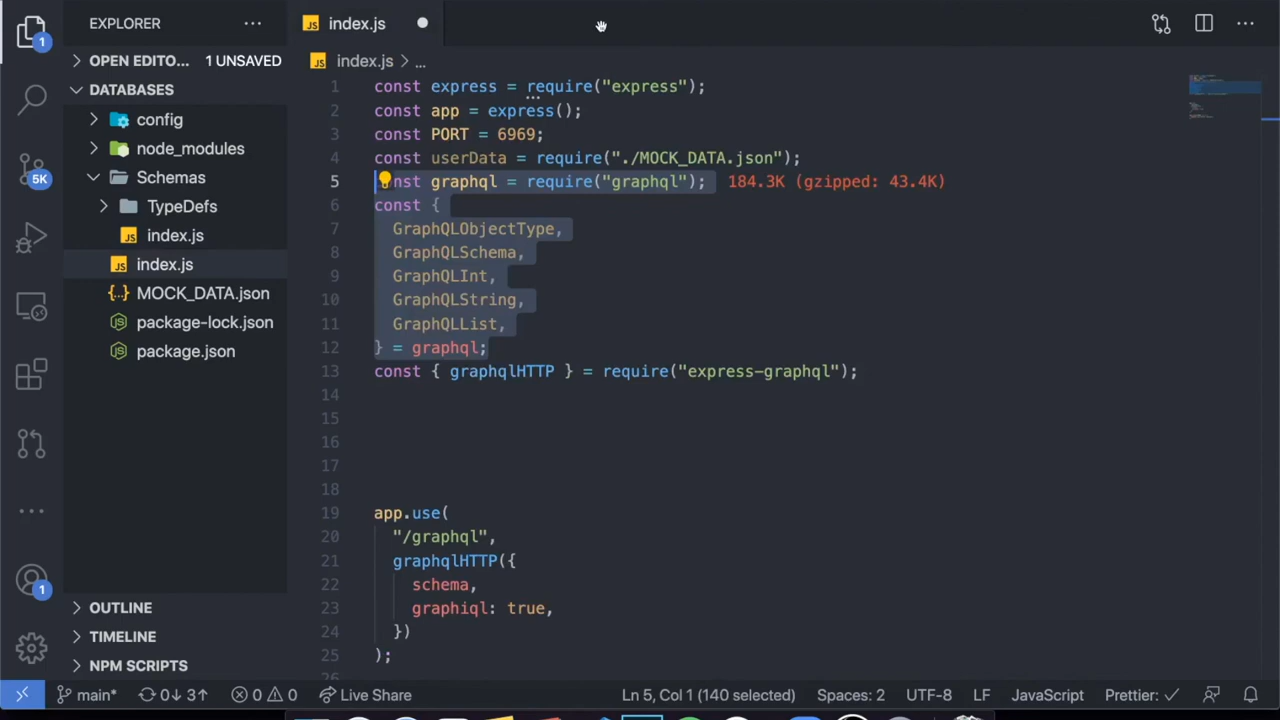 EXPLORER
OPEN EDITO... 1 UNSAVED
DATABASES
config
node_modules
Schemas
TypeDefs
JS index.js
JS index.js
{..} MOCK_DATA.json
package-lock.json
package.json
OUTLINE
TIMELINE
NPM SCRIPTS
1
5K
1
JS index.js
JS index.js > ...
1 const express = require("express");
2 const app = express();
3 const PORT = 6969;
4 const userData = require("./MOCK_DATA.json");
5 nst graphql = require("graphql"); 184.3K (gzipped: 43.4K)
6 const {
7 GraphQLObjectType,
8 GraphQLSchema,
9 GraphQLInt,
10 GraphQLString,
11 GraphQLList,
12 } = graphql;
13 const { graphqlHTTP } = require("express-graphql");
14
15
16
17
18
19 app.use(
20 "/graphql",
21 graphqlHTTP({
22 schema,
23 graphiql: true,
24 })
25 );
26
main* 0↓ 3↑ 0 0 Live Share Ln 5, Col 1 (140 selected) Spaces: 2 UTF-8 LF JavaScript Prettier: ✓